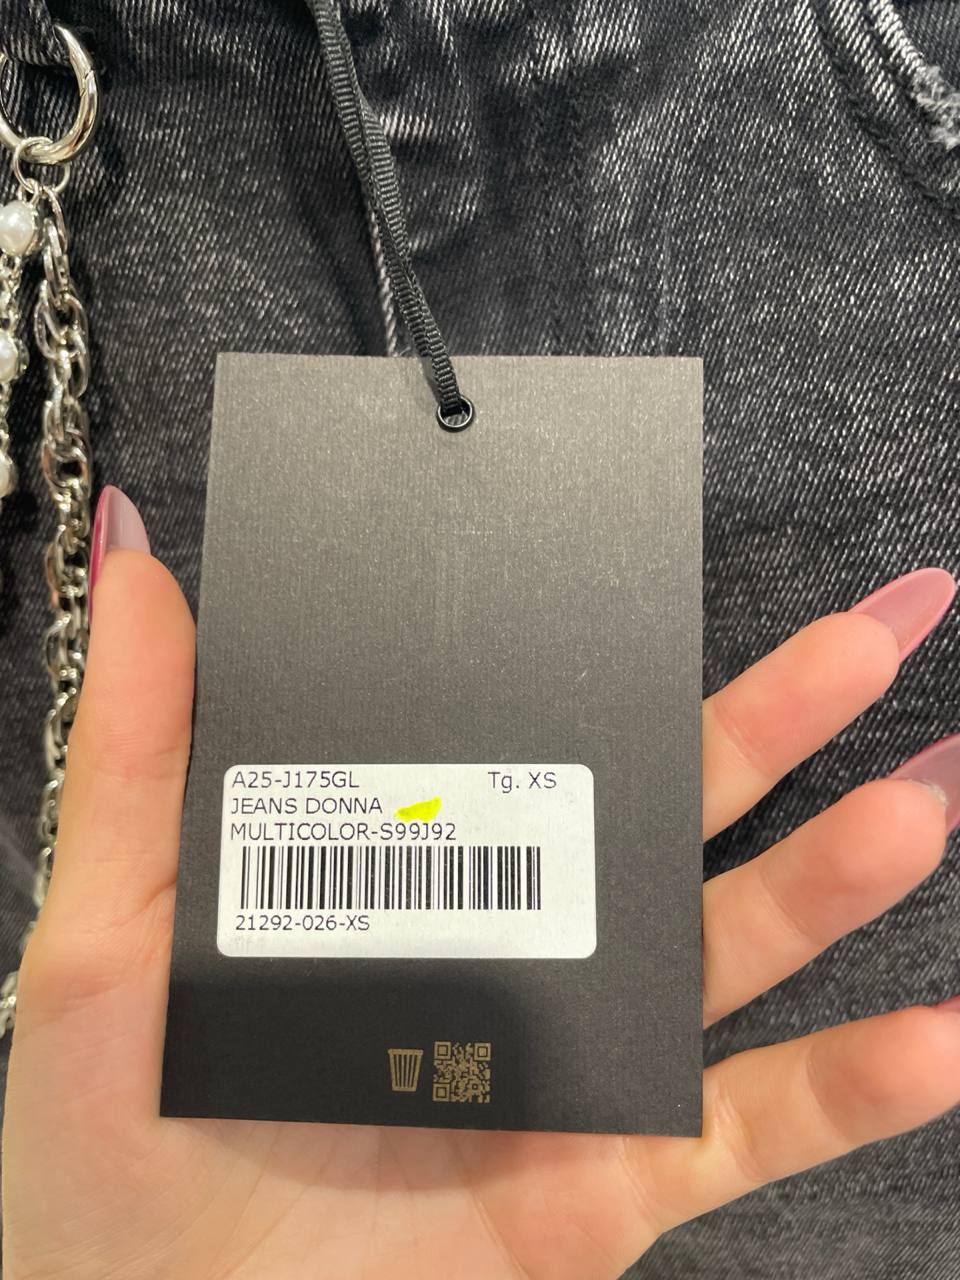 A25-J175GL Tg. XS
JEANS DONNA
MULTICOLOR-S99J92
21292-026-XS